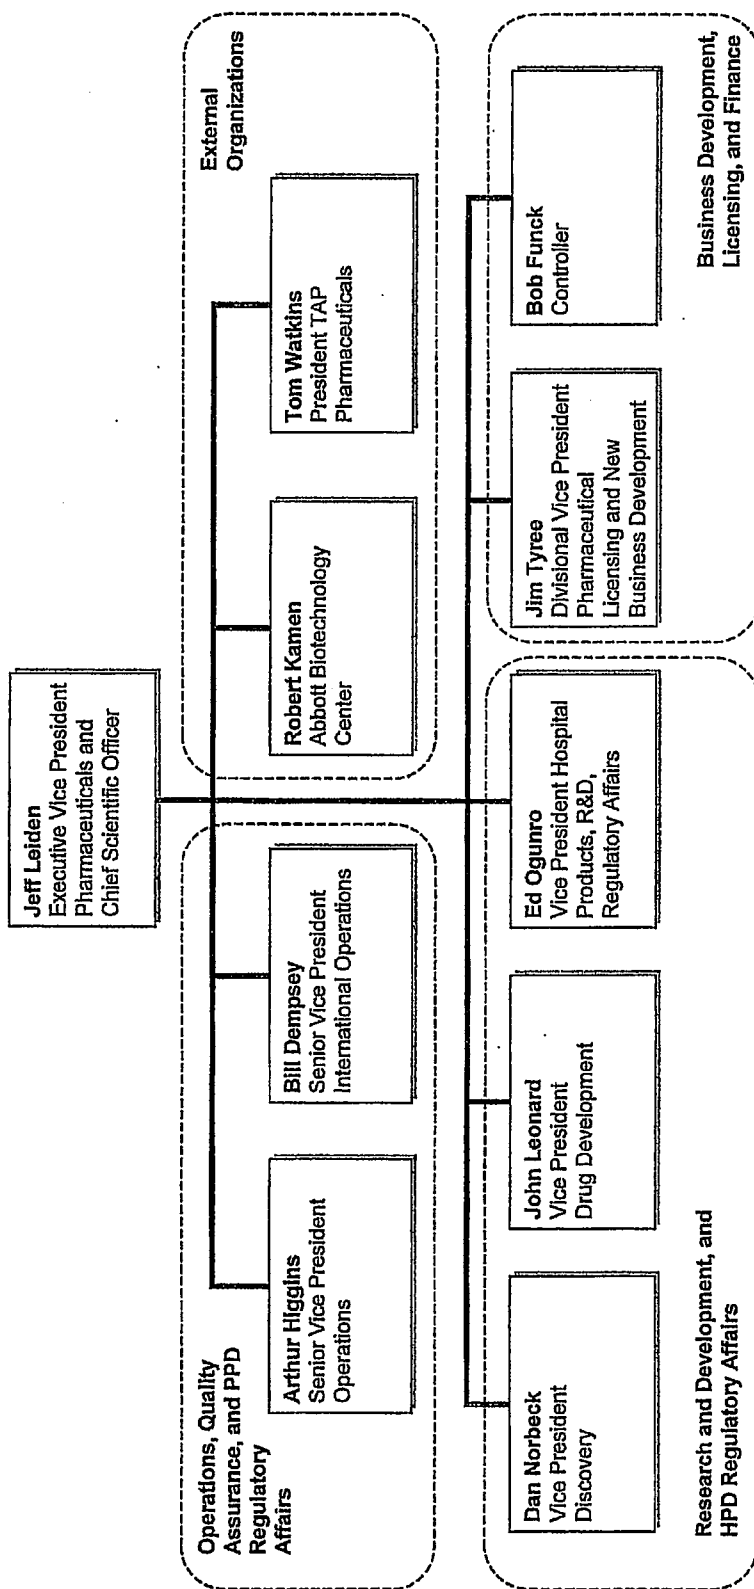 Jeff Leiden
Executive Vice President
Pharmaceuticals and
Chief Scientific Officer
Operations, Quality
Assurance, and PPD
Regulatory
Affairs
Arthur Higgins
Senior Vice President
Operations
Bill Dempsey
Senior Vice President
International Operations
Robert Kamen
Abbott Biotechnology
Center
Tom Watkins
President TAP
Pharmaceuticals
External
Organizations
Dan Norbeck
Vice President
Discovery
John Leonard
Vice President
Drug Development
Ed Ogunro
Vice President Hospital
Products, R&D,
Regulatory Affairs
Jim Tyree
Divisional Vice President
Pharmaceutical
Licensing and New
Business Development
Bob Funck
Controller
Research and Development, and
HPD Regulatory Affairs
Business Development,
Licensing, and Finance